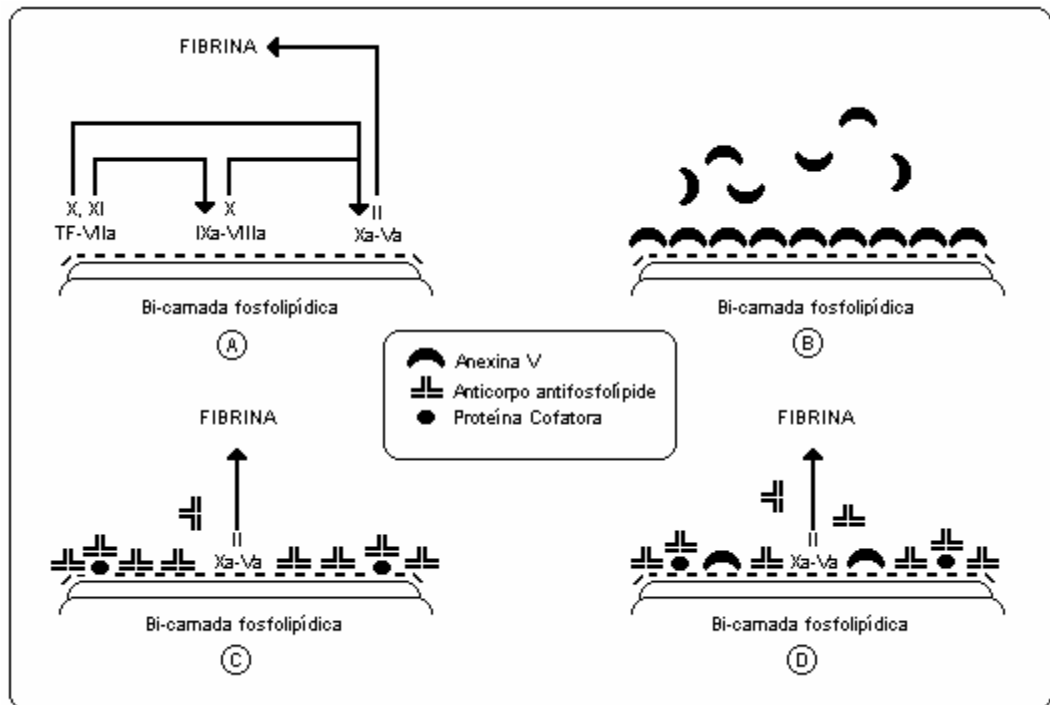 FIBRINA
X, XI
X
II
TF-VIIa
IXa-VIIIa
Xa-Va
Bi-camada fosfolipídica
A
Bi-camada fosfolipídica
B
Anexina V
Anticorpo antifosfolípide
Proteína Cofatora
FIBRINA
II
Xa-Va
Bi-camada fosfolipídica
C
FIBRINA
II
Xa-Va
Bi-camada fosfolipídica
D